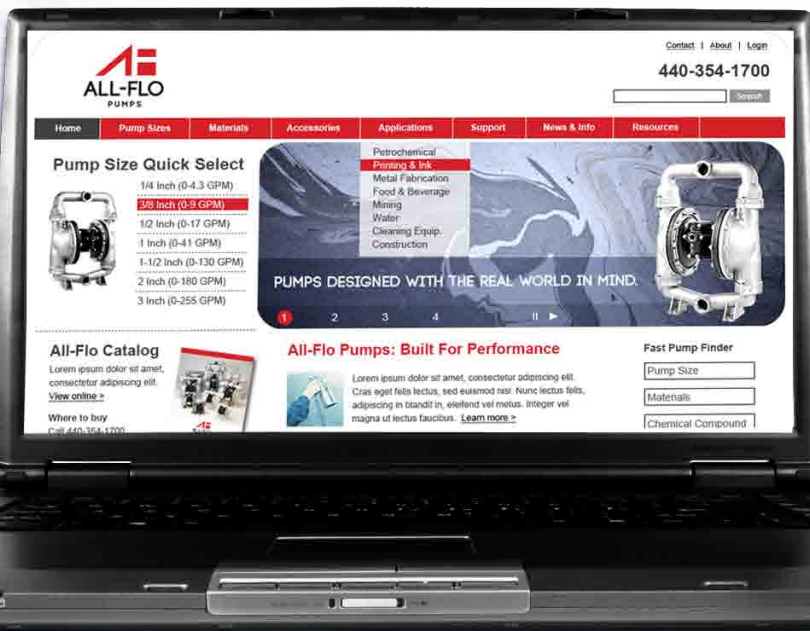 Contact | About | Login
ALL-FLO
PUMPS
440-354-1700
Search
Home Pump Sizes Materials Accessories Applications Support News & Info Resources
Pump Size Quick Select
1/4 Inch (0-4.3 GPM)
3/8 Inch (0-9 GPM)
1/2 Inch (0-17 GPM)
1 Inch (0-41 GPM)
1-1/2 Inch (0-130 GPM)
2 Inch (0-180 GPM)
3 Inch (0-255 GPM)
Petrochemical
Printing & Ink
Metal Fabrication
Food & Beverage
Mining
Water
Cleaning Equip.
Construction
PUMPS DESIGNED WITH THE REAL WORLD IN MIND.
1 2 3 4
All-Flo Catalog
Lorem ipsum dolor sit amet,
consectetur adipiscing elit.
View online >
Where to buy
Call 440-354-1700
All-Flo Pumps: Built For Performance
Lorem ipsum dolor sit amet, consectetur adipiscing elit.
Cras eget felis lectus, sed euismod nisi. Nunc lectus felis,
adipiscing in blandit in, eleifend vel metus. Integer vel
magna ut lectus faucibus. Learn more >
Fast Pump Finder
Pump Size
Materials
Chemical Compound